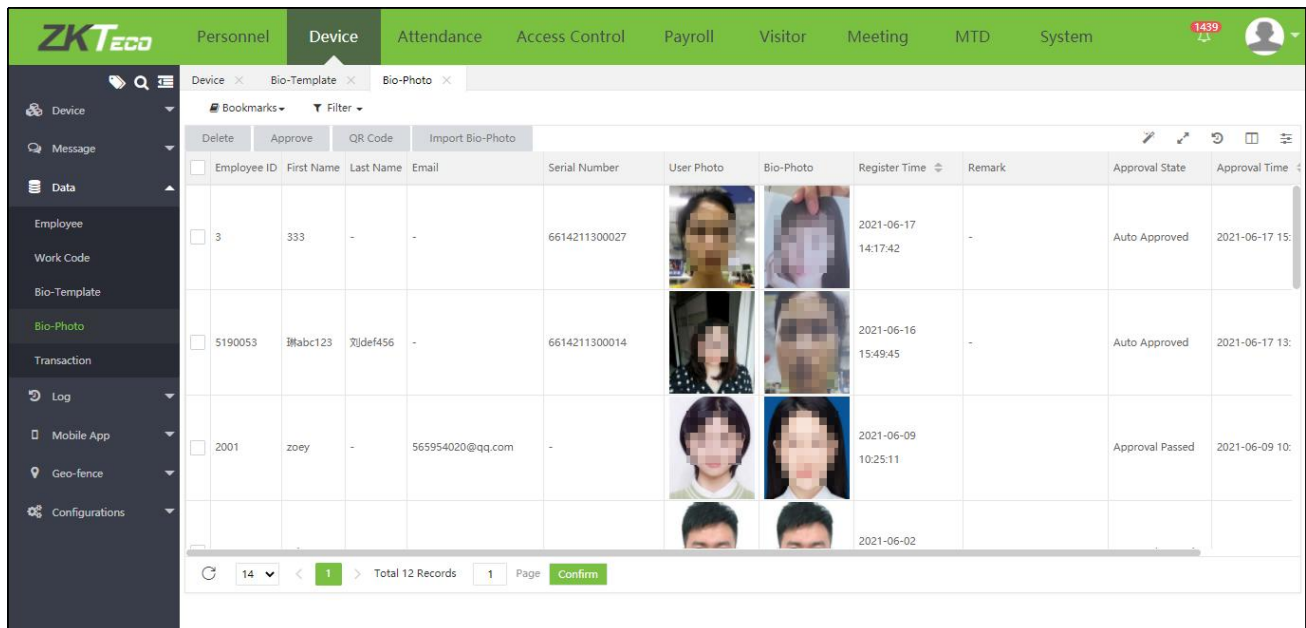 ZKTECO Personnel Device Attendance Access Control Payroll Visitor Meeting MTD System 1439
Device Bio-Template Bio-Photo
Device
Message
Data
Employee
Work Code
Bio-Template
Bio-Photo
Transaction
Log
Mobile App
Geo-fence
Configurations
Bookmarks Filter
Delete Approve QR Code Import Bio-Photo
Employee ID First Name Last Name Email Serial Number User Photo Bio-Photo Register Time Remark Approval State Approval Time
3 333 - - 6614211300027 2021-06-17 14:17:42 - Auto Approved 2021-06-17 15:
5190053 琳abc123 刘def456 - 6614211300014 2021-06-16 15:49:45 - Auto Approved 2021-06-17 13:
2001 zoey - 565954020@qq.com - 2021-06-09 10:25:11 Approval Passed 2021-06-09 10:
2021-06-02
14 < 1 > Total 12 Records 1 Page Confirm